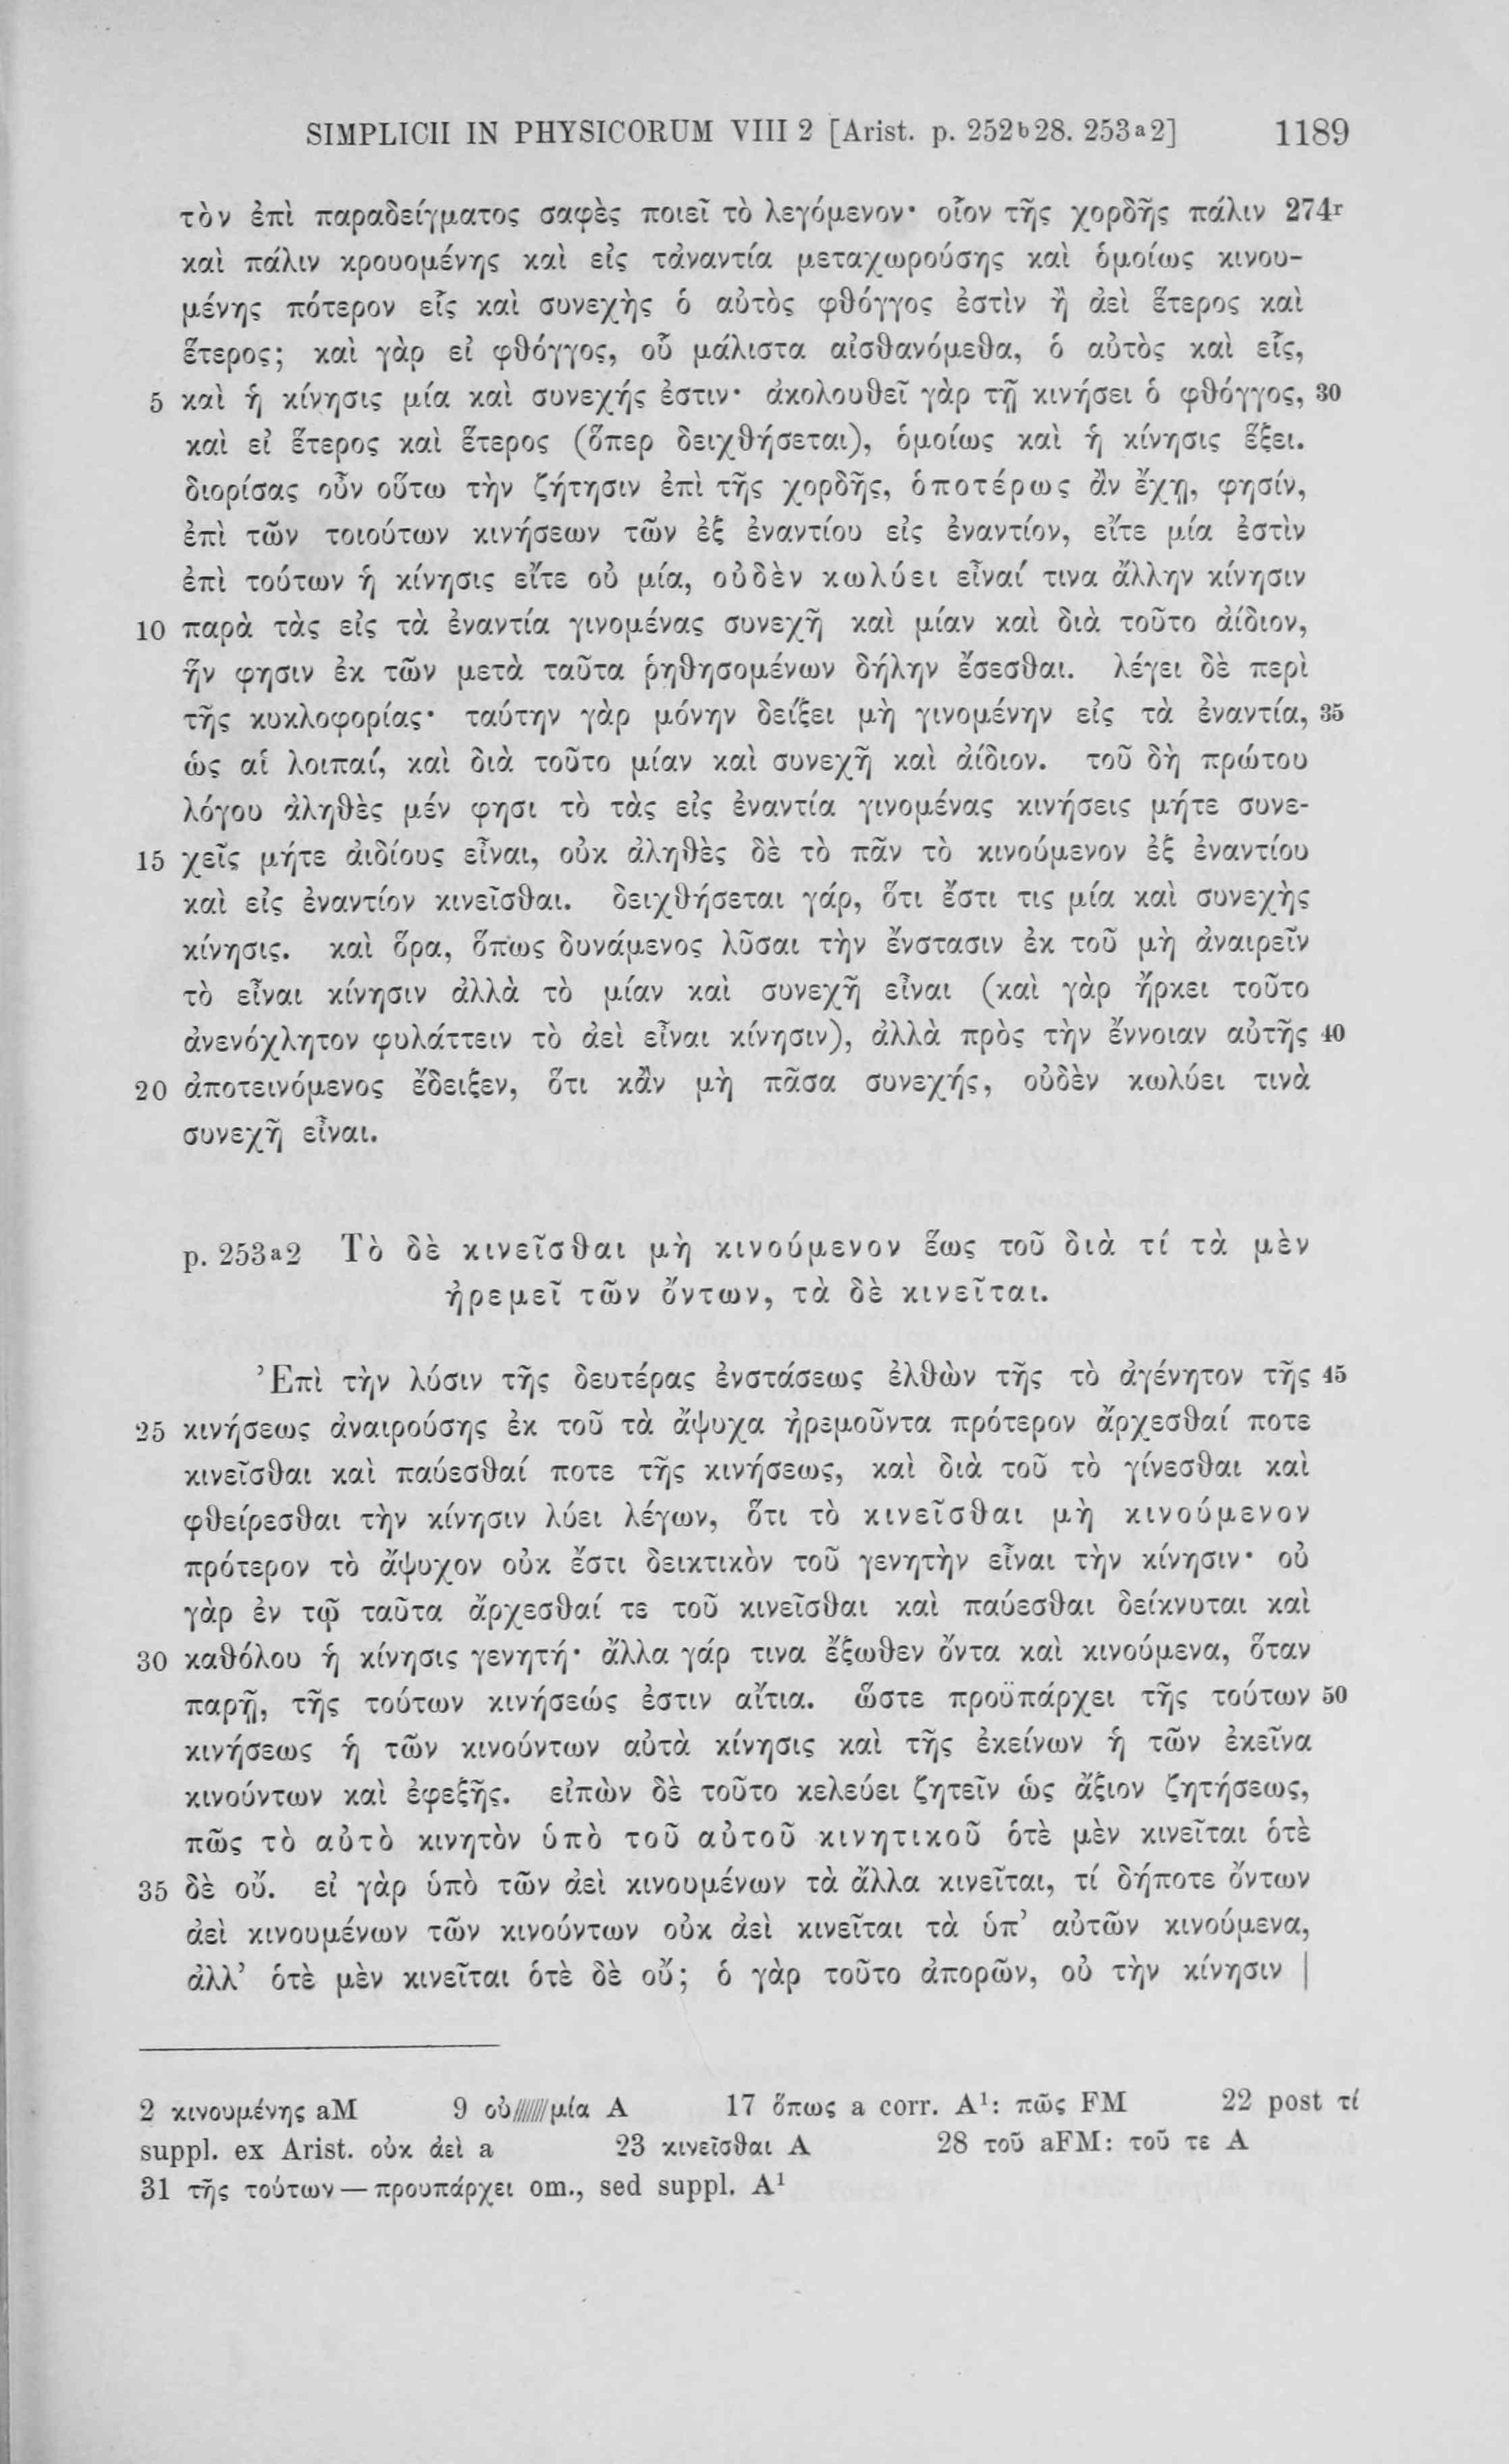 SIMPLICII IN PHYSICORUM VIII 2 [Arist. p. 252b28. 253a2] 1189
τὸν ἐπὶ παραδείγματος σαφὲς ποιεῖ τὸ λεγόμενον· οἷον τῆς χορδῆς πάλιν 274r
καὶ πάλιν κρουομένης καὶ εἰς τἀναντία μεταχωρούσης καὶ ὁμοίως κινου-
μένης πότερον εἷς καὶ συνεχὴς ὁ αὐτὸς φθόγγος ἐστὶν ἢ ἀεὶ ἕτερος καὶ
ἕτερος; καὶ γὰρ εἰ φθόγγος, οὗ μάλιστα αἰσθανόμεθα, ὁ αὐτὸς καὶ εἷς,
5 καὶ ἡ κίνησις μία καὶ συνεχής ἐστιν· ἀκολουθεῖ γὰρ τῇ κινήσει ὁ φθόγγος, 30
καὶ εἰ ἕτερος καὶ ἕτερος (ὅπερ δειχθήσεται), ὁμοίως καὶ ἡ κίνησις ἕξει.
διορίσας οὖν οὕτω τὴν ζήτησιν ἐπὶ τῆς χορδῆς, ὁποτέρως ἂν ἔχῃ, φησίν,
ἐπὶ τῶν τοιούτων κινήσεων τῶν ἐξ ἐναντίου εἰς ἐναντίον, εἴτε μία ἐστὶν
ἐπὶ τούτων ἡ κίνησις εἴτε οὐ μία, οὐδὲν κωλύει εἶναί τινα ἄλλην κίνησιν
10 παρὰ τὰς εἰς τὰ ἐναντία γινομένας συνεχῆ καὶ μίαν καὶ διὰ τοῦτο ἀίδιον,
ἥν φησιν ἐκ τῶν μετὰ ταῦτα ῥηθησομένων δήλην ἔσεσθαι. λέγει δὲ περὶ
τῆς κυκλοφορίας· ταύτην γὰρ μόνην δείξει μὴ γινομένην εἰς τὰ ἐναντία, 35
ὡς αἱ λοιπαί, καὶ διὰ τοῦτο μίαν καὶ συνεχῆ καὶ ἀίδιον. τοῦ δὴ πρώτου
λόγου ἀληθὲς μέν φησι τὸ τὰς εἰς ἐναντία γινομένας κινήσεις μήτε συνε-
15 χεῖς μήτε ἀιδίους εἶναι, οὐκ ἀληθὲς δὲ τὸ πᾶν τὸ κινούμενον ἐξ ἐναντίου
καὶ εἰς ἐναντίον κινεῖσθαι. δειχθήσεται γάρ, ὅτι ἔστι τις μία καὶ συνεχὴς
κίνησις. καὶ ὅρα, ὅπως δυνάμενος λῦσαι τὴν ἔνστασιν ἐκ τοῦ μὴ ἀναιρεῖν
τὸ εἶναι κίνησιν ἀλλὰ τὸ μίαν καὶ συνεχῆ εἶναι (καὶ γὰρ ἤρκει τοῦτο
ἀνενόχλητον φυλάττειν τὸ ἀεὶ εἶναι κίνησιν), ἀλλὰ πρὸς τὴν ἔννοιαν αὐτῆς 40
20 ἀποτεινόμενος ἔδειξεν, ὅτι κἂν μὴ πᾶσα συνεχής, οὐδὲν κωλύει τινὰ
συνεχῆ εἶναι.
p. 253a2 Τὸ δὲ κινεῖσθαι μὴ κινούμενον ἕως τοῦ διὰ τί τὰ μὲν
ἠρεμεῖ τῶν ὄντων, τὰ δὲ κινεῖται.
Ἐπὶ τὴν λύσιν τῆς δευτέρας ἐνστάσεως ἐλθὼν τῆς τὸ ἀγένητον τῆς 45
25 κινήσεως ἀναιρούσης ἐκ τοῦ τὰ ἄψυχα ἠρεμοῦντα πρότερον ἄρχεσθαί ποτε
κινεῖσθαι καὶ παύεσθαί ποτε τῆς κινήσεως, καὶ διὰ τοῦ τὸ γίνεσθαι καὶ
φθείρεσθαι τὴν κίνησιν λύει λέγων, ὅτι τὸ κινεῖσθαι μὴ κινούμενον
πρότερον τὸ ἄψυχον οὐκ ἔστι δεικτικὸν τοῦ γενητὴν εἶναι τὴν κίνησιν· οὐ
γὰρ ἐν τῷ ταῦτα ἄρχεσθαί τε τοῦ κινεῖσθαι καὶ παύεσθαι δείκνυται καὶ
30 καθόλου ἡ κίνησις γενητή· ἄλλα γάρ τινα ἔξωθεν ὄντα καὶ κινούμενα, ὅταν
παρῇ, τῆς τούτων κινήσεώς ἐστιν αἴτια. ὥστε προϋπάρχει τῆς τούτων 50
κινήσεως ἡ τῶν κινούντων αὐτὰ κίνησις καὶ τῆς ἐκείνων ἡ τῶν ἐκεῖνα
κινούντων καὶ ἐφεξῆς. εἰπὼν δὲ τοῦτο κελεύει ζητεῖν ὡς ἄξιον ζητήσεως,
πῶς τὸ αὐτὸ κινητὸν ὑπὸ τοῦ αὐτοῦ κινητικοῦ ὁτὲ μὲν κινεῖται ὁτὲ
35 δὲ οὔ. εἰ γὰρ ὑπὸ τῶν ἀεὶ κινουμένων τὰ ἄλλα κινεῖται, τί δήποτε ὄντων
ἀεὶ κινουμένων τῶν κινούντων οὐκ ἀεὶ κινεῖται τὰ ὑπ’ αὐτῶν κινούμενα,
ἀλλ’ ὁτὲ μὲν κινεῖται ὁτὲ δὲ οὔ; ὁ γὰρ τοῦτο ἀπορῶν, οὐ τὴν κίνησιν |
2 κινουμένης aM 9 οὐ///////μία A 17 ὅπως a corr. A¹: πῶς FM 22 post τί
suppl. ex Arist. οὐκ ἀεὶ a 23 κινεῖσθαι A 28 τοῦ aFM: τοῦ τε A
31 τῆς τούτων — προυπάρχει om., sed suppl. A¹